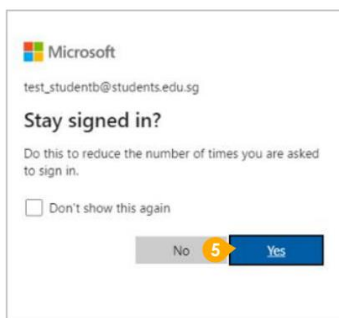 Microsoft
test_studentb@students.edu.sg
Stay signed in?
Do this to reduce the number of times you are asked
to sign in.
Don't show this again
No 5 Yes